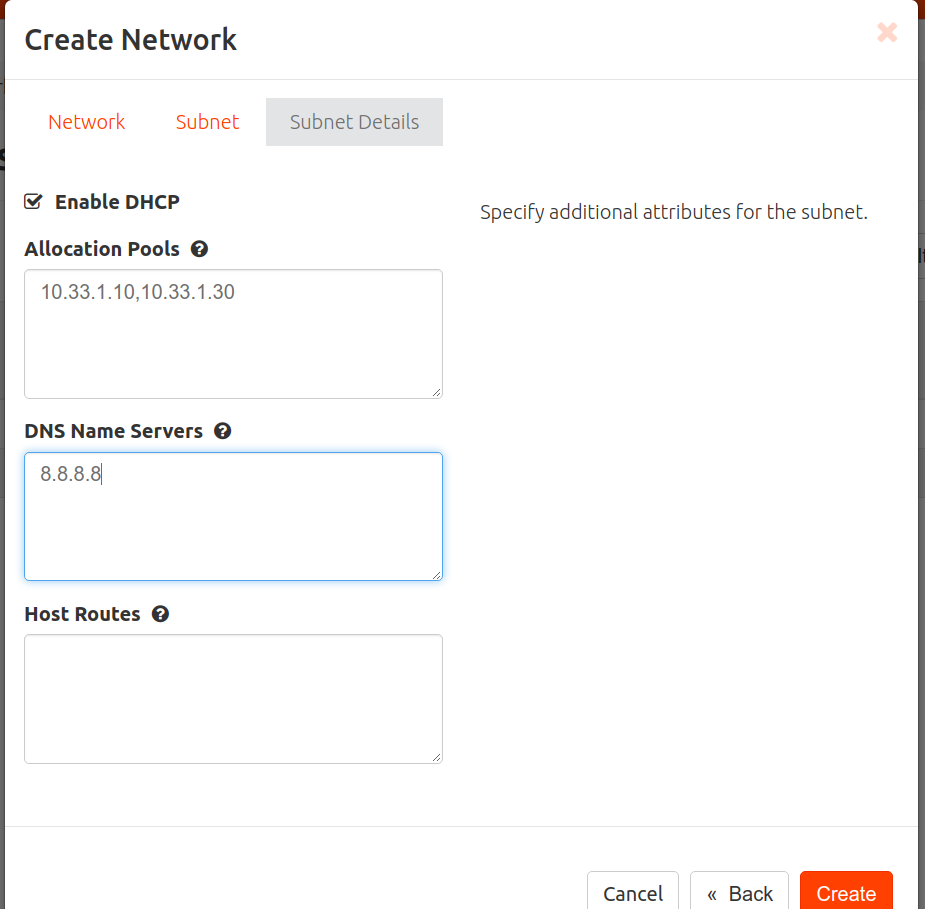 Create Network
Network Subnet Subnet Details
Enable DHCP
Specify additional attributes for the subnet.
Allocation Pools
10.33.1.10,10.33.1.30
DNS Name Servers
8.8.8.8
Host Routes
Cancel « Back Create